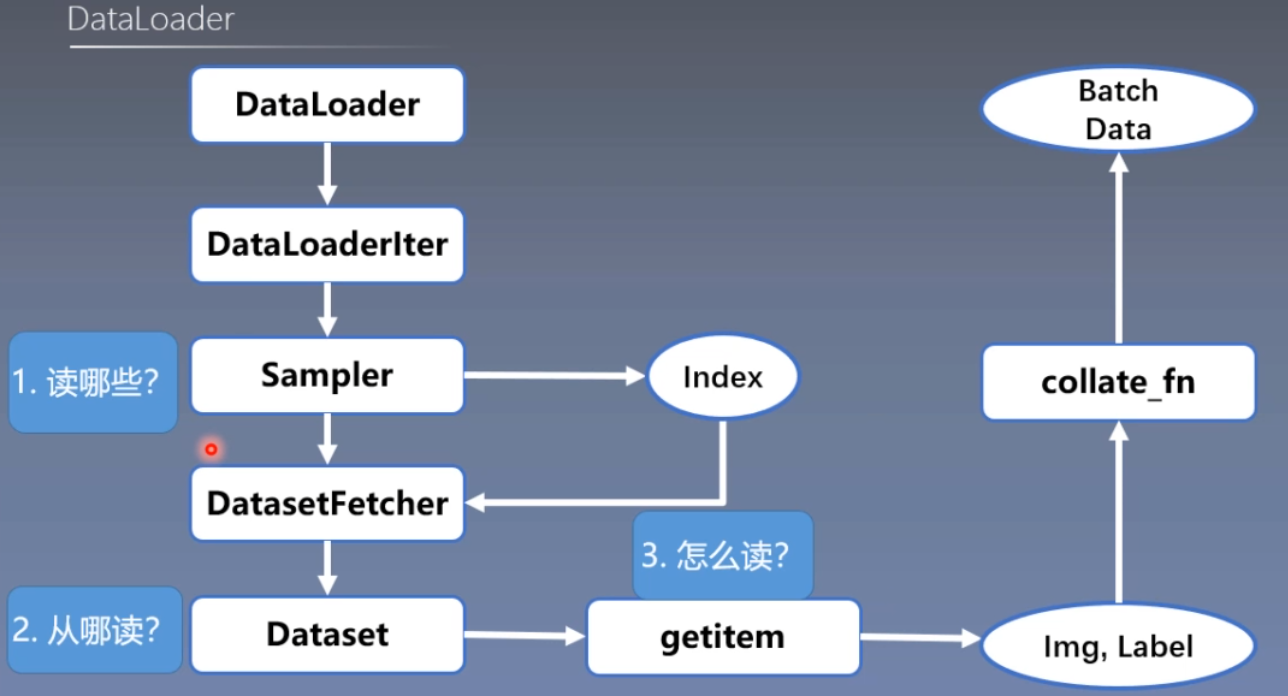 DataLoader
DataLoader
DataLoaderIter
1. 读哪些？
Sampler
Index
DatasetFetcher
2. 从哪读？
Dataset
3. 怎么读？
getitem
Img, Label
collate_fn
Batch
Data